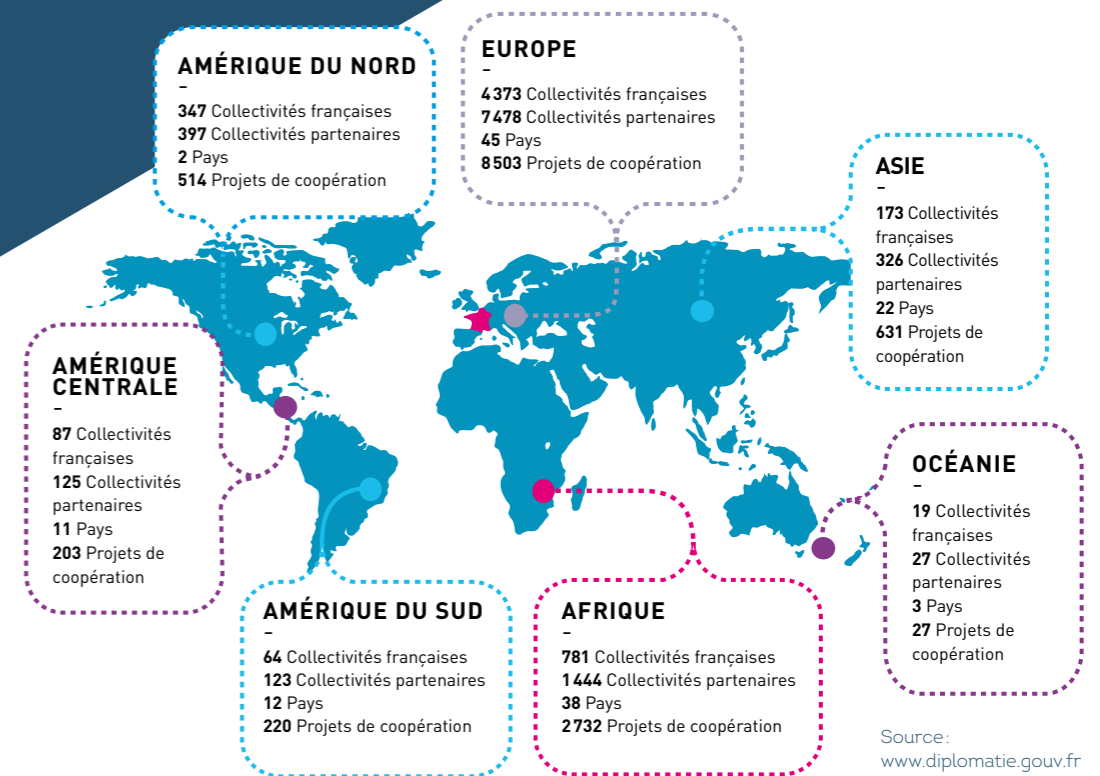 AMÉRIQUE DU NORD
–
347 Collectivités françaises
397 Collectivités partenaires
2 Pays
514 Projets de coopération
EUROPE
–
4 373 Collectivités françaises
7 478 Collectivités partenaires
45 Pays
8 503 Projets de coopération
ASIE
–
173 Collectivités
françaises
326 Collectivités
partenaires
22 Pays
631 Projets de
coopération
AMÉRIQUE
CENTRALE
–
87 Collectivités
françaises
125 Collectivités
partenaires
11 Pays
203 Projets de
coopération
OCÉANIE
–
19 Collectivités
françaises
27 Collectivités
partenaires
3 Pays
27 Projets de
coopération
AMÉRIQUE DU SUD
–
64 Collectivités françaises
123 Collectivités partenaires
12 Pays
220 Projets de coopération
AFRIQUE
–
781 Collectivités françaises
1 444 Collectivités partenaires
38 Pays
2 732 Projets de coopération
Source :
www.diplomatie.gouv.fr